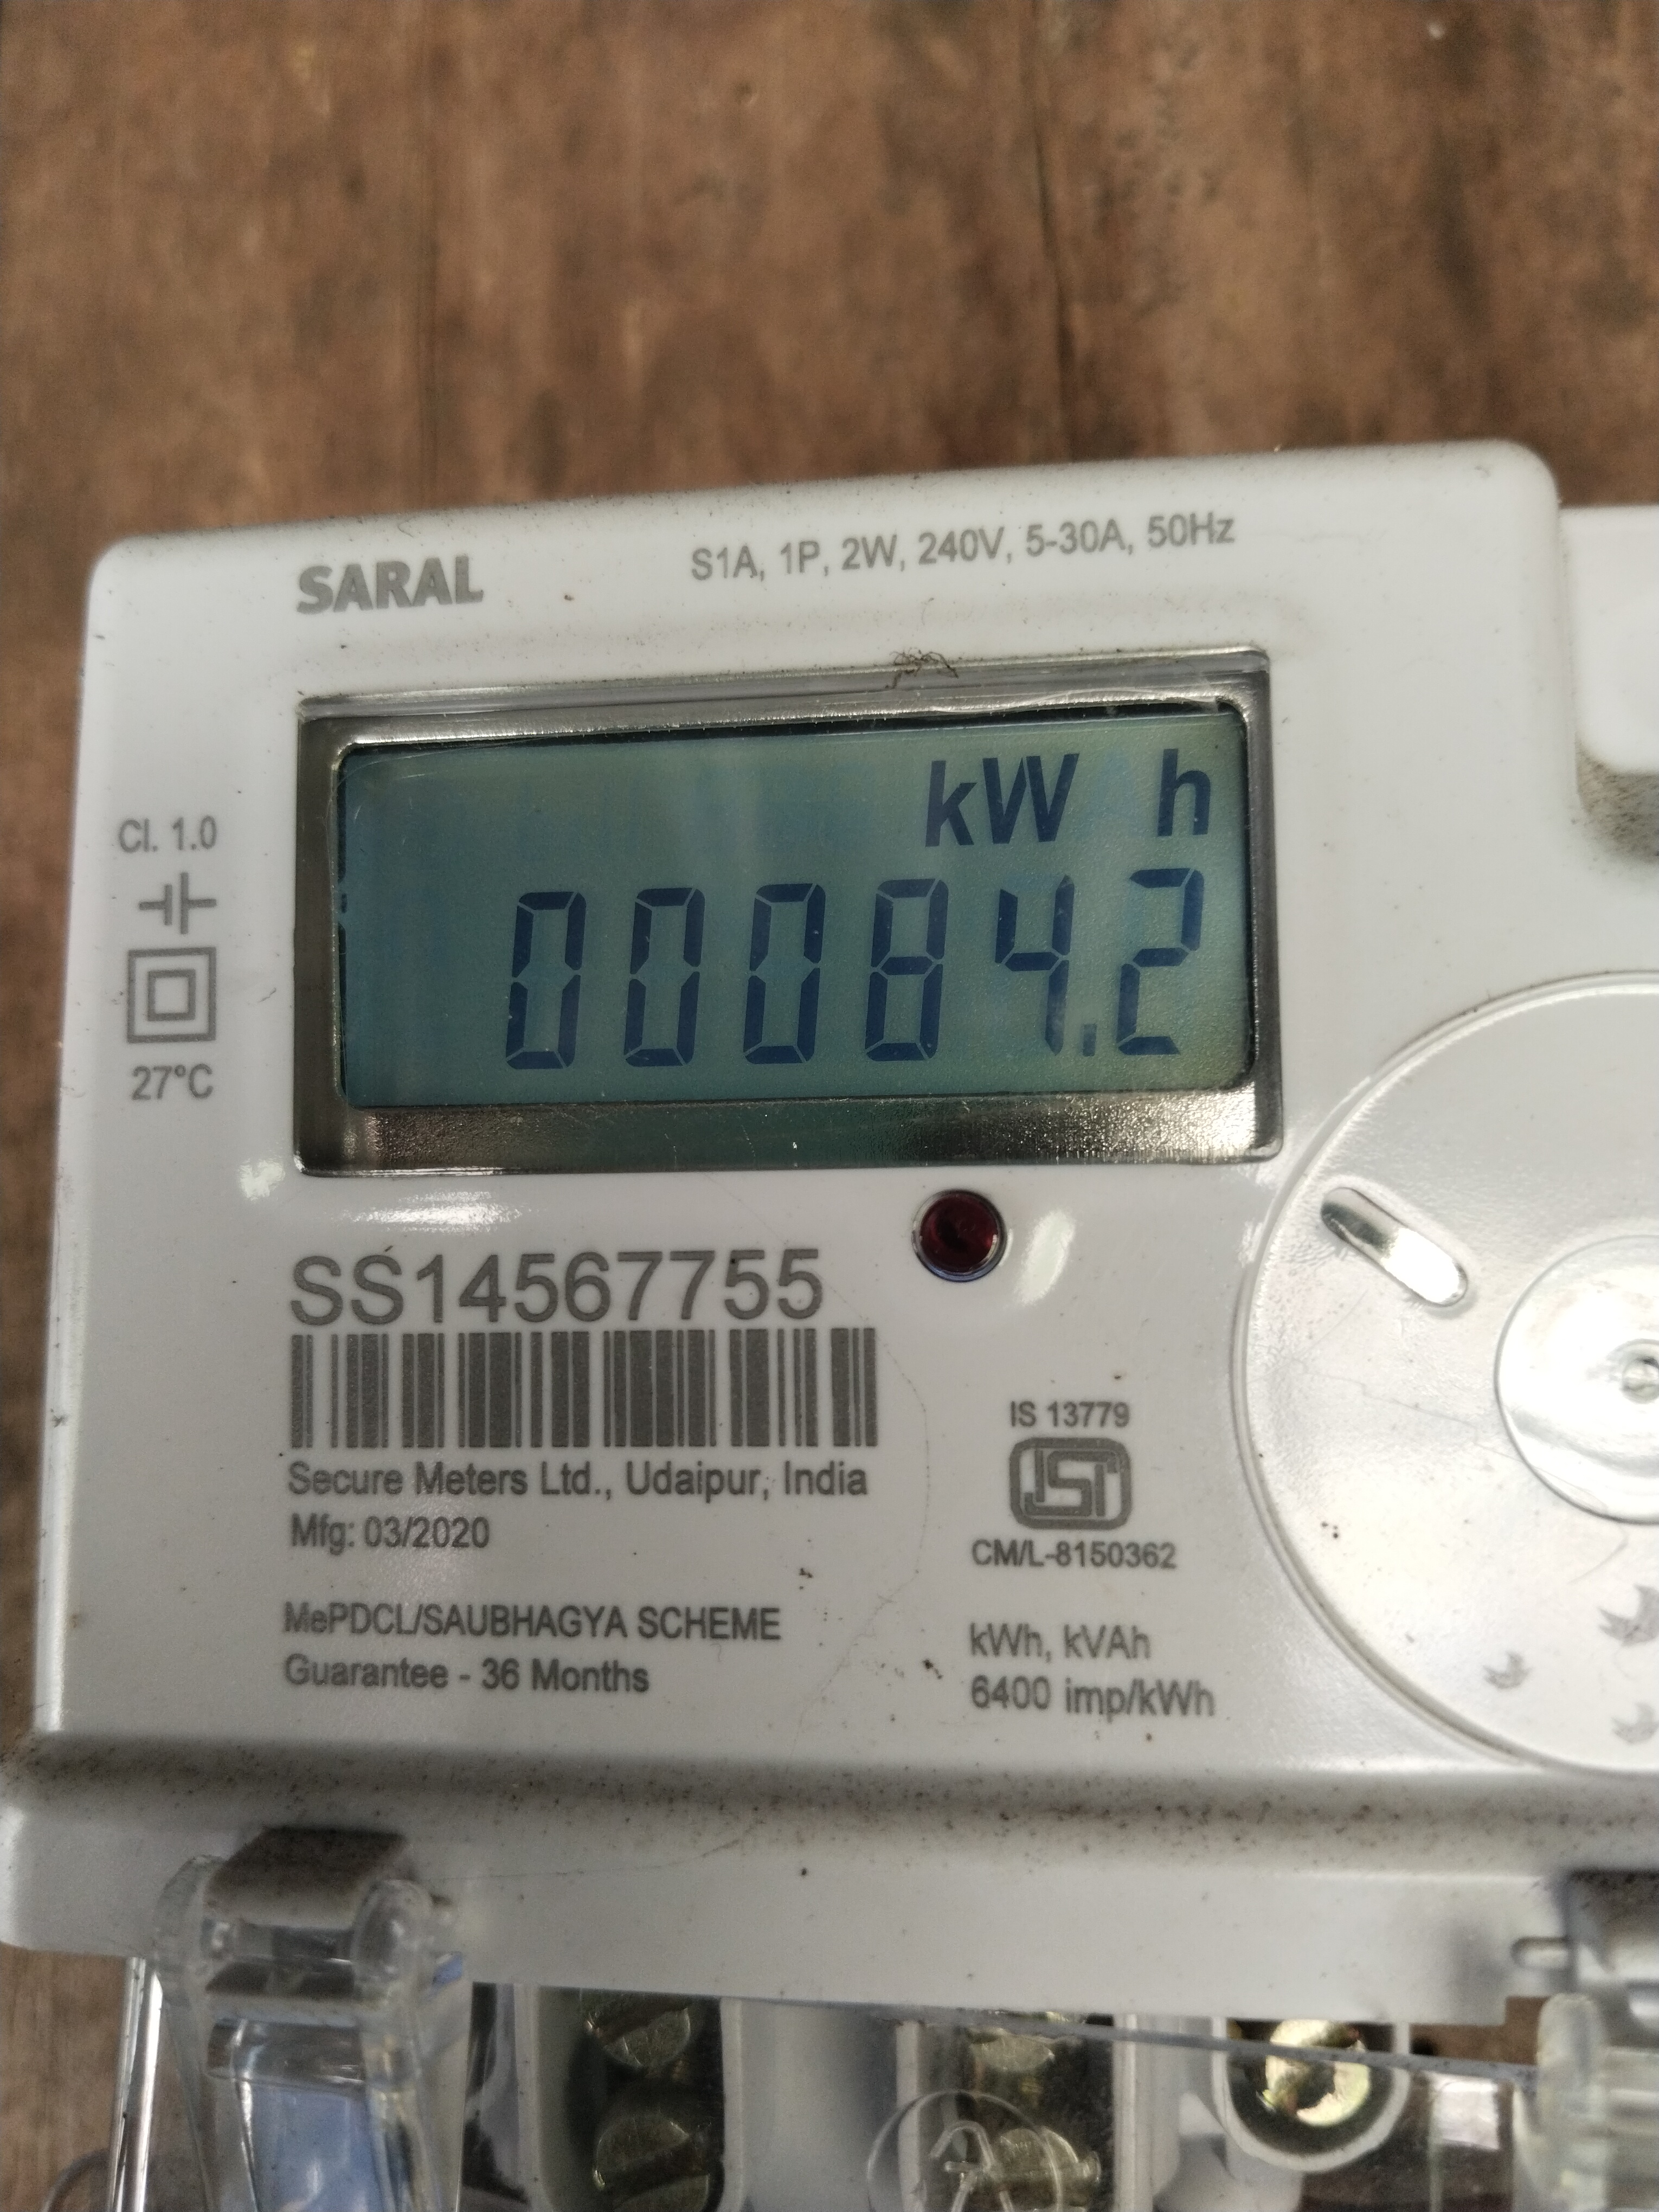 SARAL
S1A, 1P, 2W, 240V, 5-30A, 50Hz
kW h
00084.2
Cl. 1.0
27°C
SS14567755
Secure Meters Ltd., Udaipur, India
Mfg: 03/2020
MePDCL/SAUBHAGYA SCHEME
Guarantee - 36 Months
IS 13779
ISI
CM/L-8150362
kWh, kVAh
6400 imp/kWh